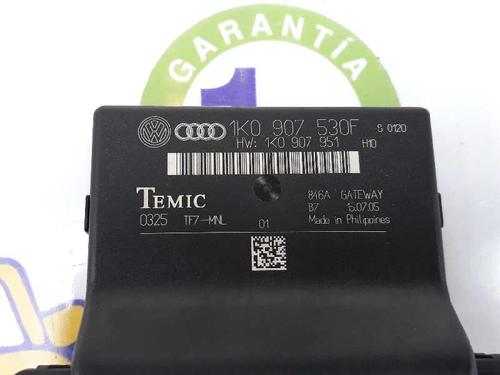 GARANTÍA
1
1K0 907 530F S 0120
HW: 1K0 907 951 H10
TEMIC 846A GATEWAY
B7 15.07.05
0325 TF7-MNL 01 Made in Philippines